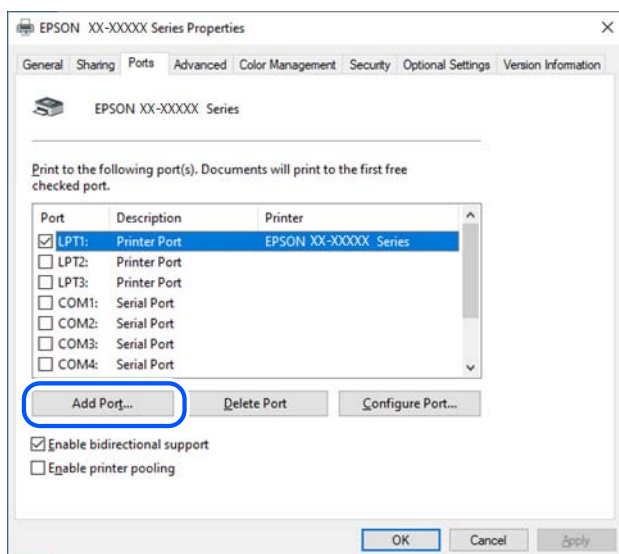 EPSON XX-XXXXX Series Properties
General Sharing Ports Advanced Color Management Security Optional Settings Version Information
EPSON XX-XXXXX Series
Print to the following port(s). Documents will print to the first free
checked port.
Port Description Printer
LPT1: Printer Port EPSON XX-XXXXX Series
LPT2: Printer Port
LPT3: Printer Port
COM1: Serial Port
COM2: Serial Port
COM3: Serial Port
COM4: Serial Port
Add Port... Delete Port Configure Port...
Enable bidirectional support
Enable printer pooling
OK Cancel Apply